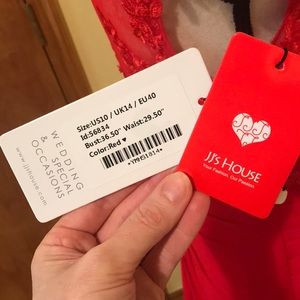 Size:US10 / UK14 / EU40
Id:56834
Bust:36.50" Waist:29.50"
Color:Red ♥
WEDDING
& SPECIAL
OCCASIONS
www.jjshouse.com
JJ's HOUSE
Your Fashion, Our Passion.